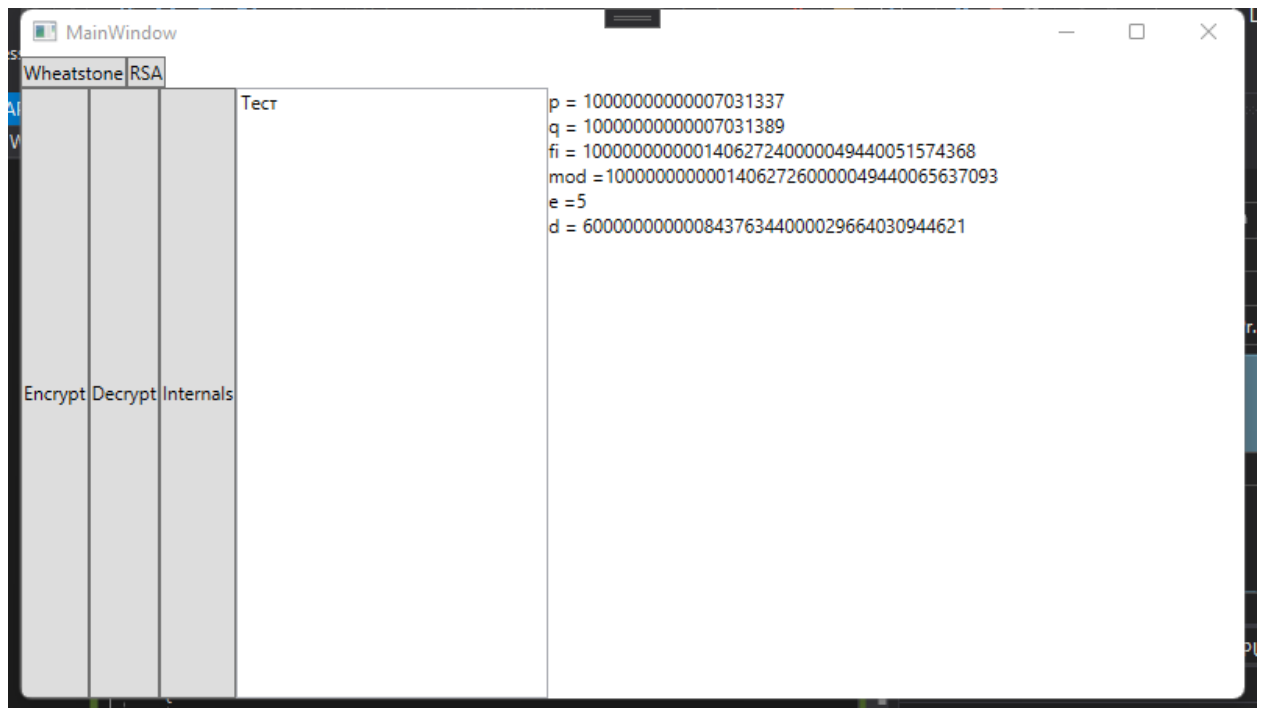 MainWindow
Wheatstone RSA
Encrypt Decrypt Internals
Тест
p = 10000000000007031337
q = 10000000000007031389
fi = 100000000000140627240000049440051574368
mod =100000000000140627260000049440065637093
e =5
d = 60000000000084376344000029664030944621